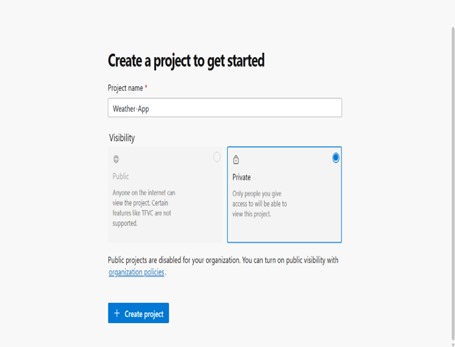 Create a project to get started
Project name *
Weather-App
Visibility
Public
Anyone on the internet can
view the project. Certain
features like TFVC are not
supported.
Private
Only people you give
access to will be able to
view this project.
Public projects are disabled for your organization. You can turn on public visibility with
organization policies.
+ Create project